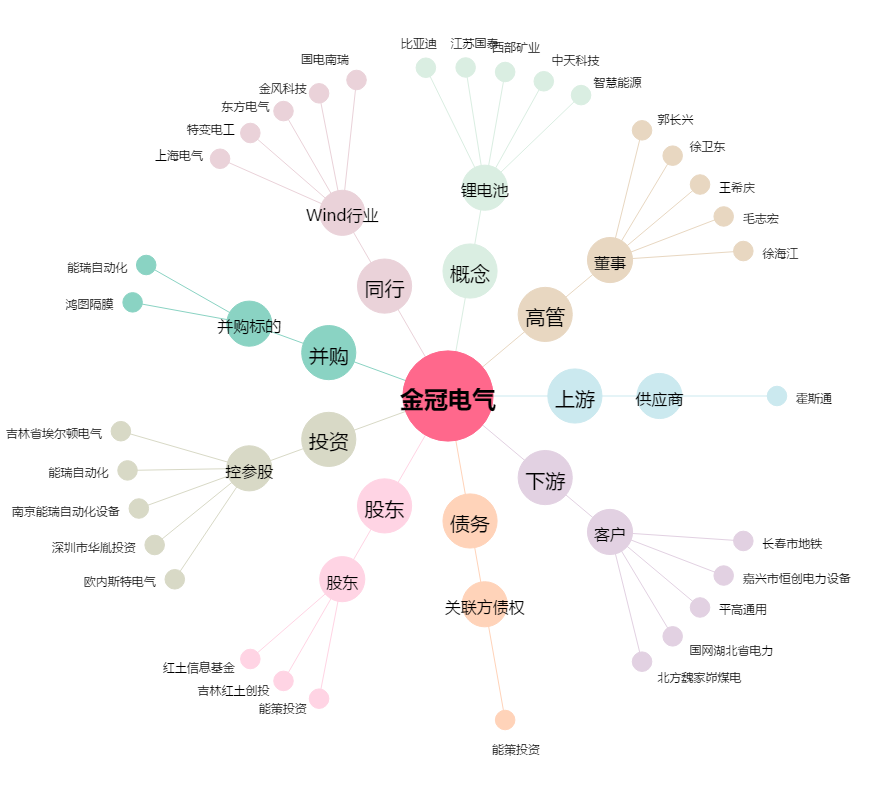 比亚迪
江苏国泰
西部矿业
中天科技
智慧能源
锂电池
概念
国电南瑞
金风科技
东方电气
特变电工
上海电气
Wind行业
同行
郭长兴
徐卫东
王希庆
毛志宏
徐海江
董事
高管
能瑞自动化
鸿图隔膜
并购标的
并购
金冠电气
上游
供应商
霍斯通
投资
控参股
吉林省埃尔顿电气
能瑞自动化
南京能瑞自动化设备
深圳市华胤投资
欧内斯特电气
下游
客户
长春市地铁
嘉兴市恒创电力设备
平高通用
国网湖北省电力
北方魏家峁煤电
股东
股东
红土信息基金
吉林红土创投
能策投资
债务
关联方债权
能策投资